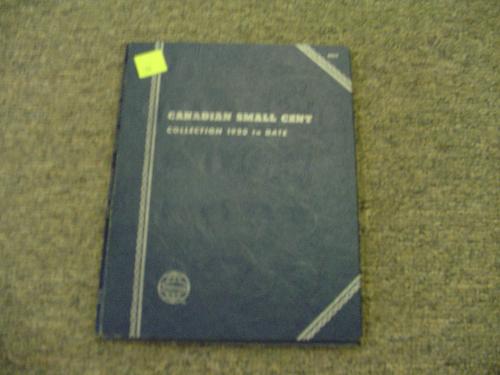 CANADIAN SMALL CENT
COLLECTION 1920 to DATE